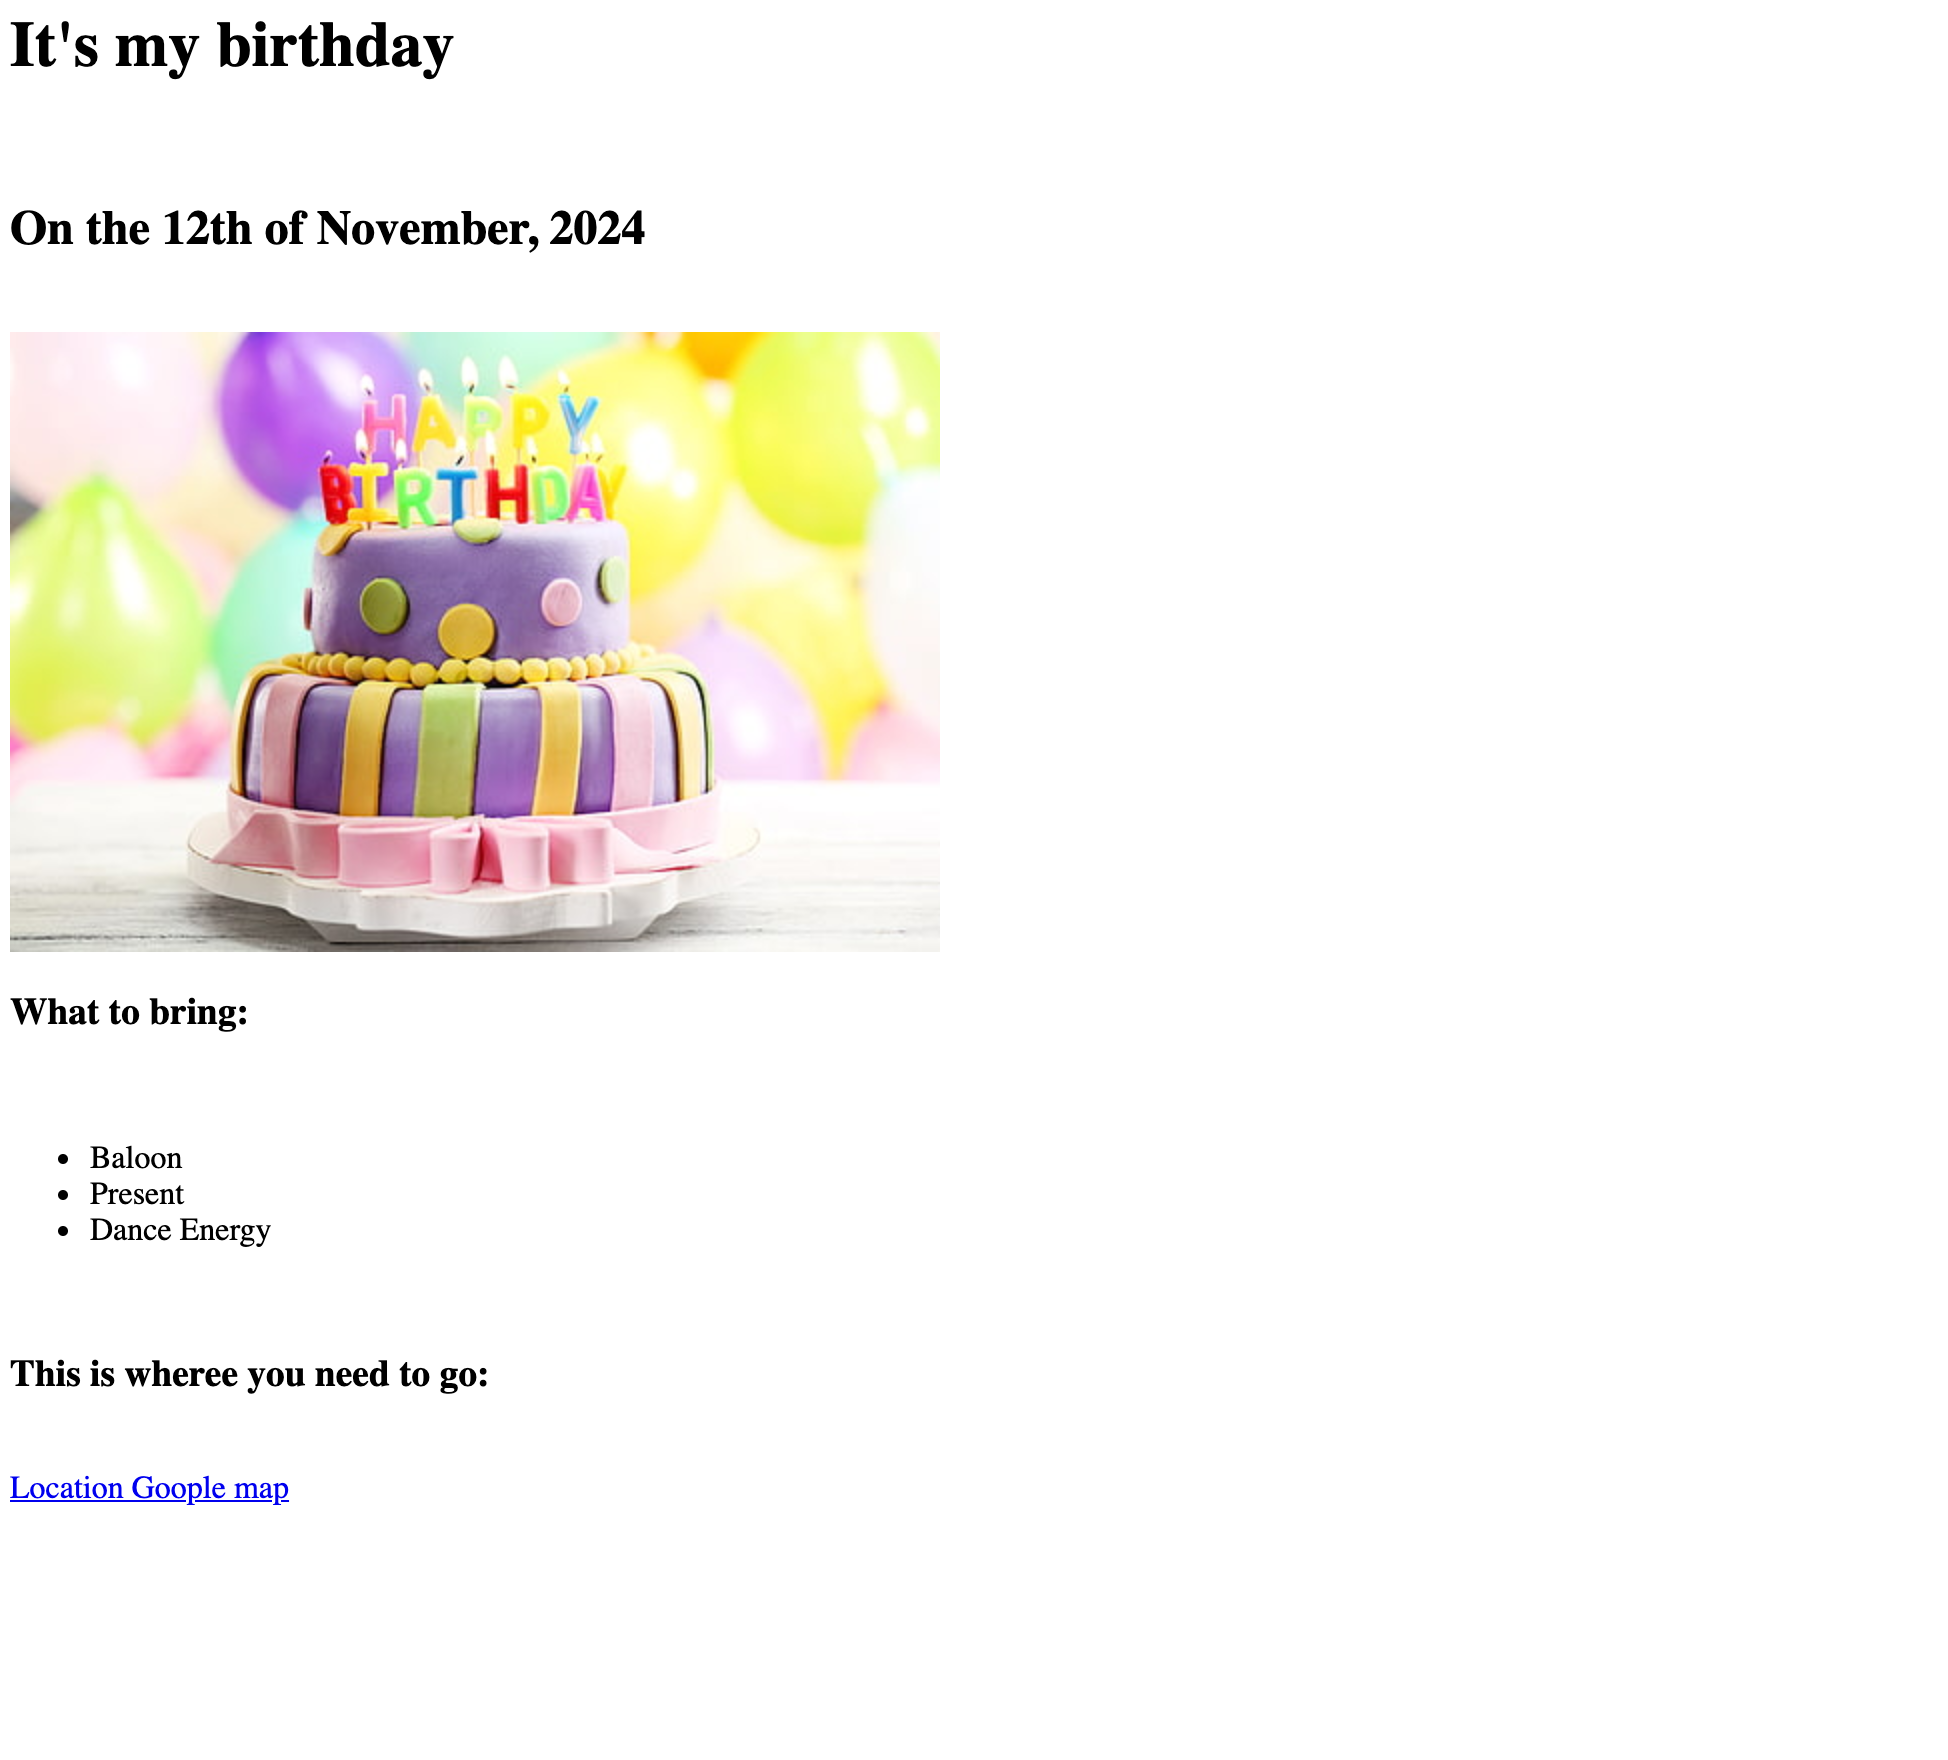 It's my birthday
On the 12th of November, 2024
HAPPY
BIRTHDAY
What to bring:
Baloon
Present
Dance Energy
This is wheree you need to go:
Location Goople map